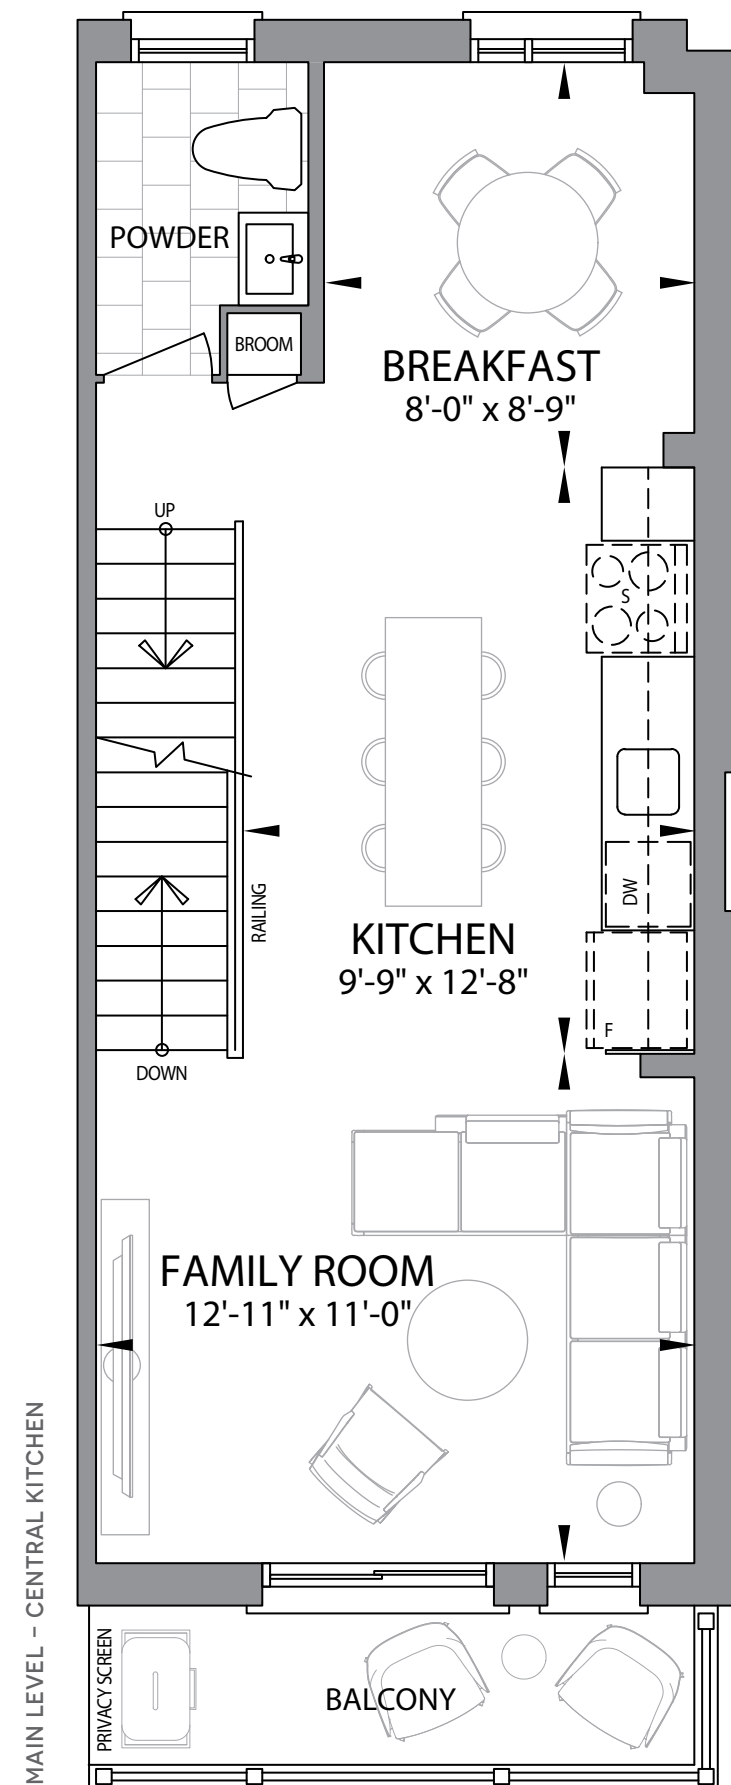 POWDER
BROOM
BREAKFAST
8'-0" x 8'-9"
UP
S
RAILING
DW
KITCHEN
9'-9" x 12'-8"
F
DOWN
FAMILY ROOM
12'-11" x 11'-0"
MAIN LEVEL – CENTRAL KITCHEN
PRIVACY SCREEN
BALCONY